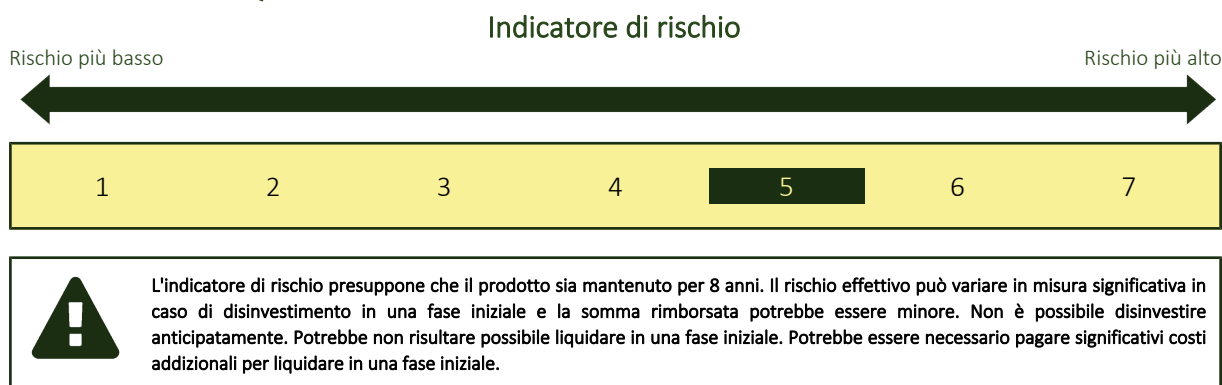 Indicatore di rischio
Rischio più basso
Rischio più alto
1 2 3 4 5 6 7
L'indicatore di rischio presuppone che il prodotto sia mantenuto per 8 anni. Il rischio effettivo può variare in misura significativa in
caso di disinvestimento in una fase iniziale e la somma rimborsata potrebbe essere minore. Non è possibile disinvestire
anticipatamente. Potrebbe non risultare possibile liquidare in una fase iniziale. Potrebbe essere necessario pagare significativi costi
addizionali per liquidare in una fase iniziale.